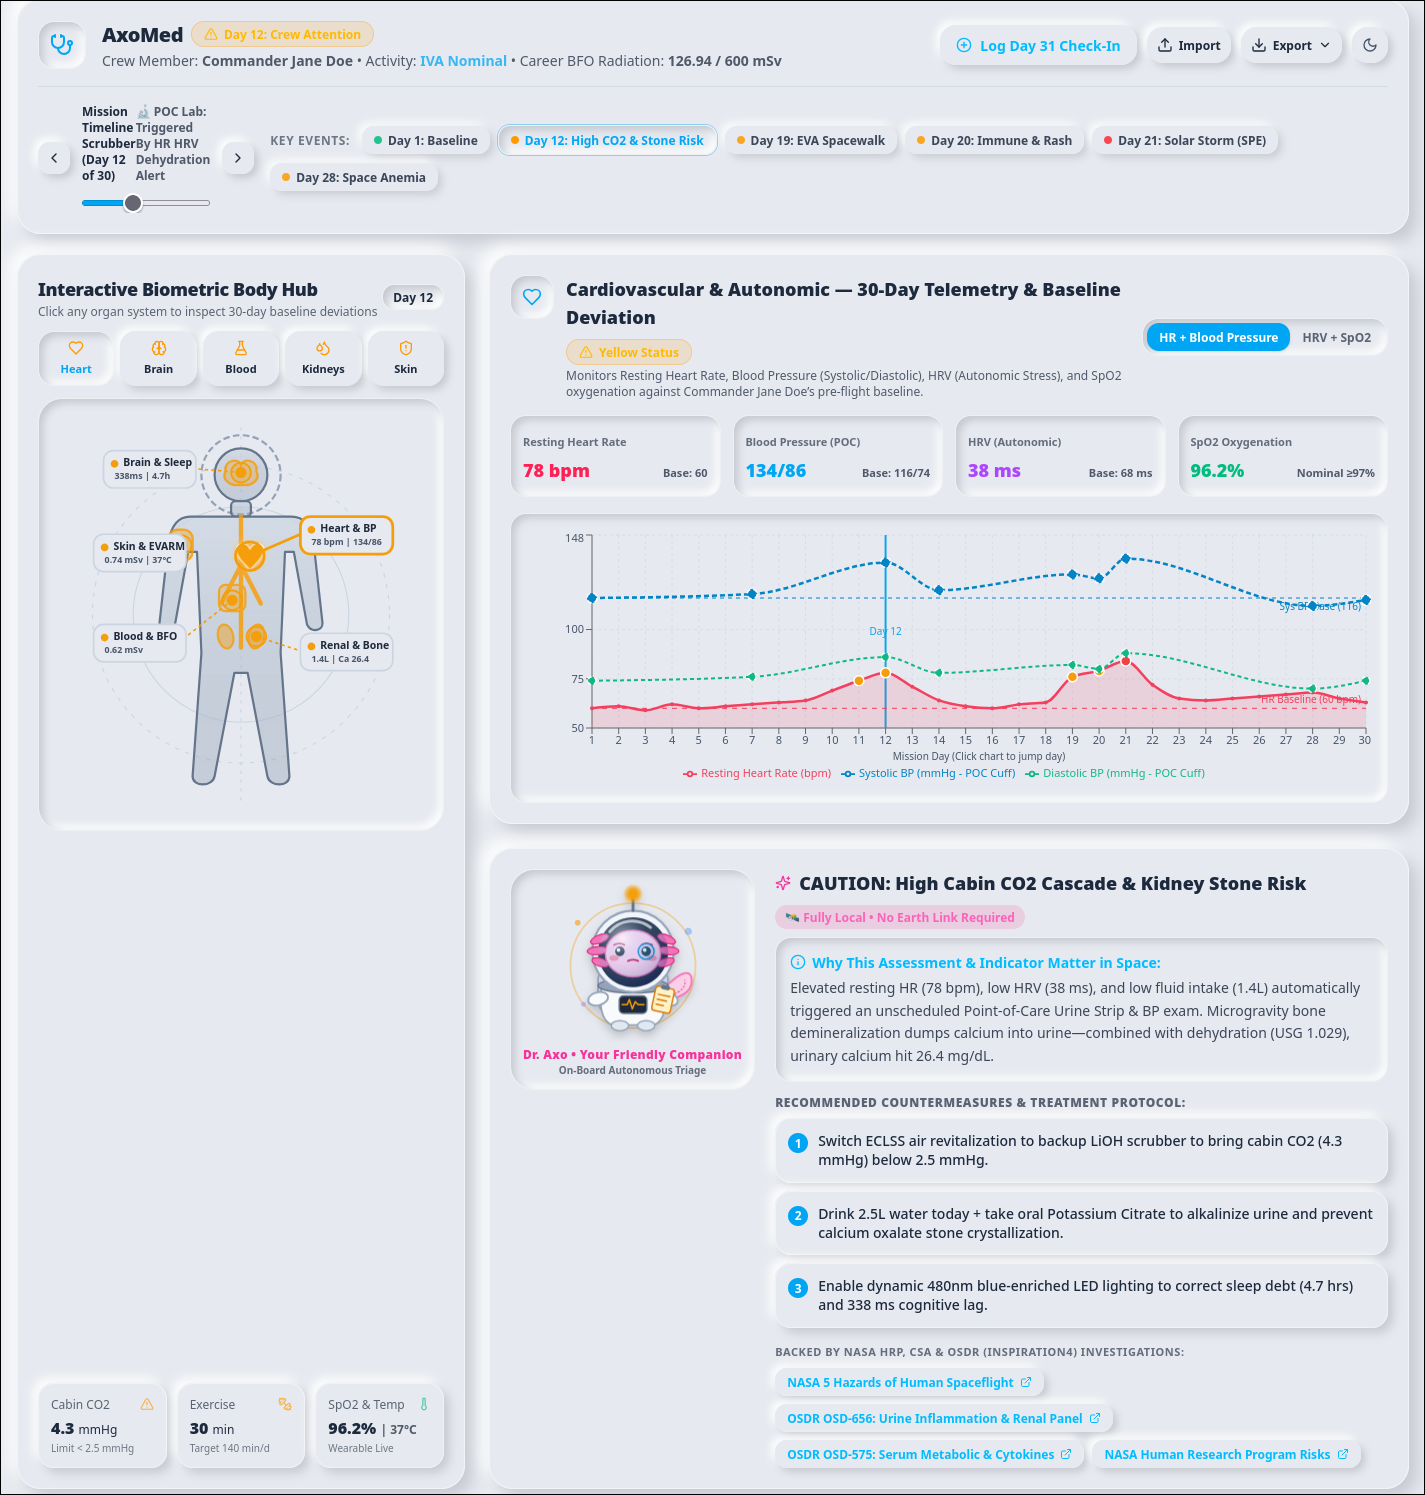 AxoMed
Day 12: Crew Attention
Crew Member: Commander Jane Doe • Activity: IVA Nominal • Career BFO Radiation: 126.94 / 600 mSv
Log Day 31 Check-In
Import
Export
Mission
Timeline
Scrubber
(Day 12
of 30)
🔬 POC Lab:
Triggered
By HR HRV
Dehydration
Alert
KEY EVENTS:
Day 1: Baseline
Day 12: High CO2 & Stone Risk
Day 19: EVA Spacewalk
Day 20: Immune & Rash
Day 21: Solar Storm (SPE)
Day 28: Space Anemia
Interactive Biometric Body Hub
Click any organ system to inspect 30-day baseline deviations
Day 12
Heart
Brain
Blood
Kidneys
Skin
Brain & Sleep
338ms | 4.7h
Heart & BP
78 bpm | 134/86
Skin & EVARM
0.74 mSv | 37°C
Blood & BFO
0.62 mSv
Renal & Bone
1.4L | Ca 26.4
Cabin CO2
4.3 mmHg
Limit < 2.5 mmHg
Exercise
30 min
Target 140 min/d
SpO2 & Temp
96.2% | 37°C
Wearable Live
Cardiovascular & Autonomic — 30-Day Telemetry & Baseline
Deviation
Yellow Status
Monitors Resting Heart Rate, Blood Pressure (Systolic/Diastolic), HRV (Autonomic Stress), and SpO2
oxygenation against Commander Jane Doe's pre-flight baseline.
HR + Blood Pressure
HRV + SpO2
Resting Heart Rate
78 bpm
Base: 60
Blood Pressure (POC)
134/86
Base: 116/74
HRV (Autonomic)
38 ms
Base: 68 ms
SpO2 Oxygenation
96.2%
Nominal ≥97%
148
100
75
50
Day 12
Sys BP Base (116)
HR Baseline (60 bpm)
1 2 3 4 5 6 7 8 9 10 11 12 13 14 15 16 17 18 19 20 21 22 23 24 25 26 27 28 29 30
Mission Day (Click chart to jump day)
Resting Heart Rate (bpm)
Systolic BP (mmHg - POC Cuff)
Diastolic BP (mmHg - POC Cuff)
Dr. Axo • Your Friendly Companion
On-Board Autonomous Triage
CAUTION: High Cabin CO2 Cascade & Kidney Stone Risk
🛰️ Fully Local • No Earth Link Required
Why This Assessment & Indicator Matter in Space:
Elevated resting HR (78 bpm), low HRV (38 ms), and low fluid intake (1.4L) automatically
triggered an unscheduled Point-of-Care Urine Strip & BP exam. Microgravity bone
demineralization dumps calcium into urine—combined with dehydration (USG 1.029),
urinary calcium hit 26.4 mg/dL.
RECOMMENDED COUNTERMEASURES & TREATMENT PROTOCOL:
1
Switch ECLSS air revitalization to backup LiOH scrubber to bring cabin CO2 (4.3
mmHg) below 2.5 mmHg.
2
Drink 2.5L water today + take oral Potassium Citrate to alkalinize urine and prevent
calcium oxalate stone crystallization.
3
Enable dynamic 480nm blue-enriched LED lighting to correct sleep debt (4.7 hrs)
and 338 ms cognitive lag.
BACKED BY NASA HRP, CSA & OSDR (INSPIRATION4) INVESTIGATIONS:
NASA 5 Hazards of Human Spaceflight
OSDR OSD-656: Urine Inflammation & Renal Panel
OSDR OSD-575: Serum Metabolic & Cytokines
NASA Human Research Program Risks